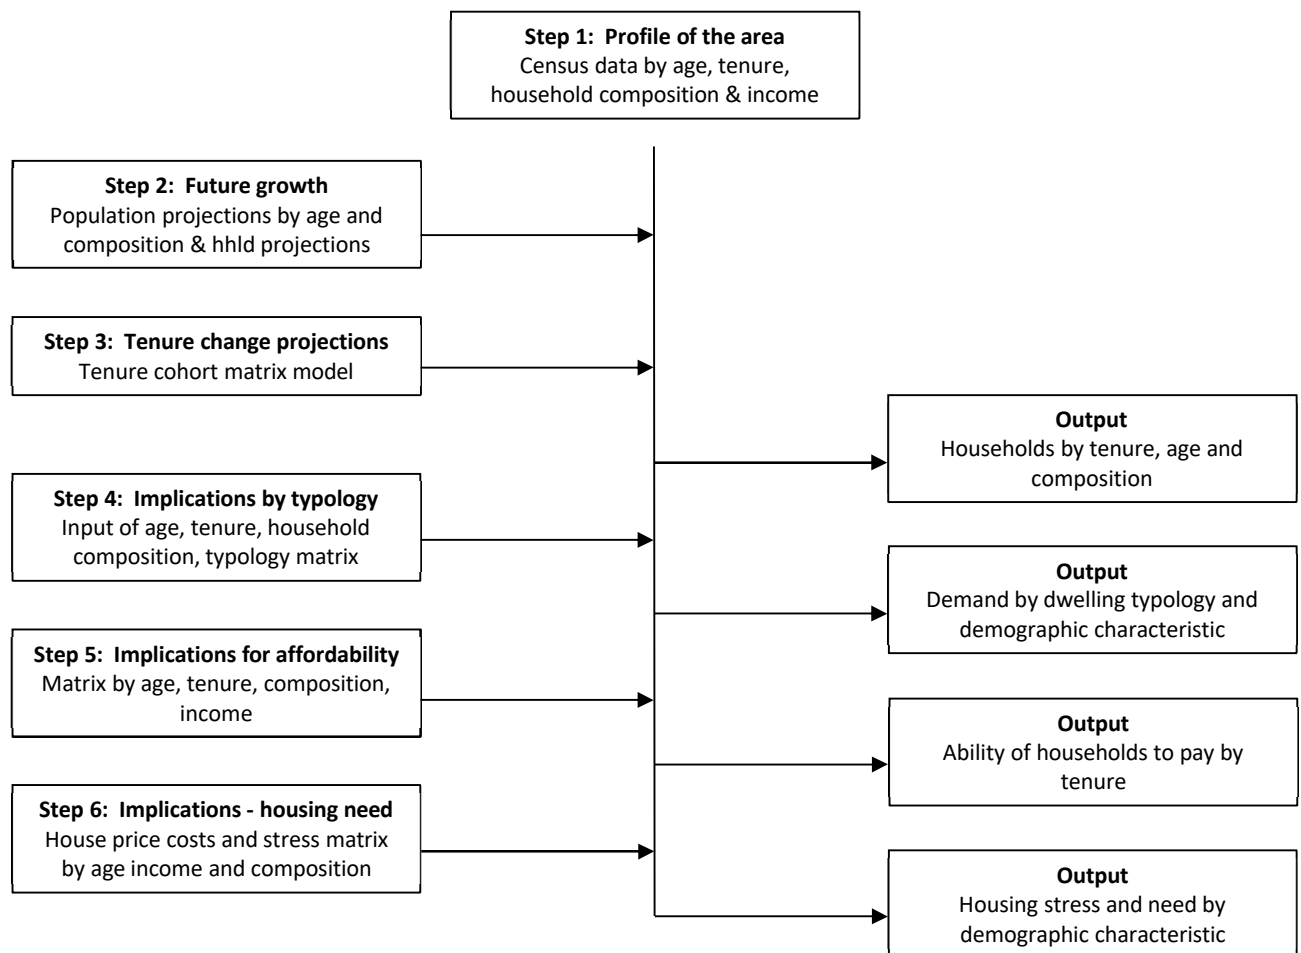 Step 1:  Profile of the area
Census data by age, tenure,
household composition & income
Step 2:  Future growth
Population projections by age and
composition & hhld projections
Step 3:  Tenure change projections
Tenure cohort matrix model
Step 4:  Implications by typology
Input of age, tenure, household
composition, typology matrix
Step 5:  Implications for affordability
Matrix by age, tenure, composition,
income
Step 6:  Implications - housing need
House price costs and stress matrix
by age income and composition
Output
Households by tenure, age and
composition
Output
Demand by dwelling typology and
demographic characteristic
Output
Ability of households to pay by
tenure
Output
Housing stress and need by
demographic characteristic